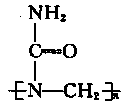 NH₂
C=O
[N—CH₂]ₙ